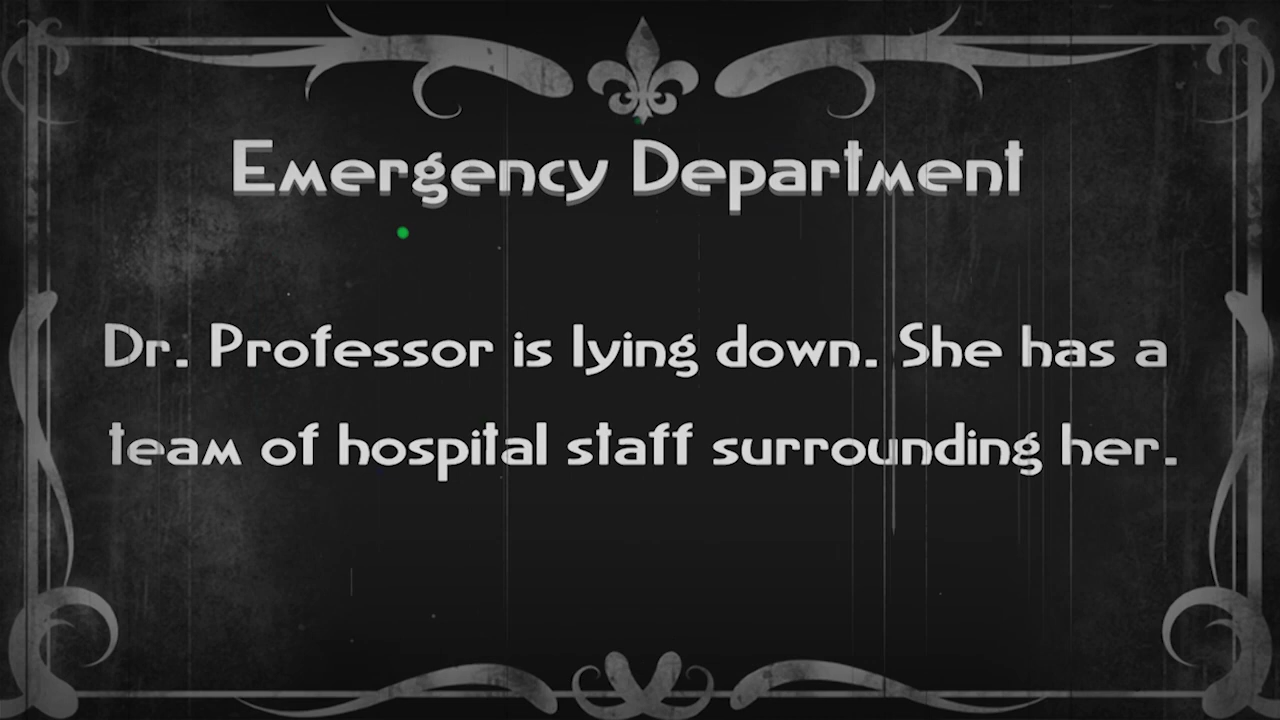 Emergency Department
Dr. Professor is lying down. She has a
team of hospital staff surrounding her.